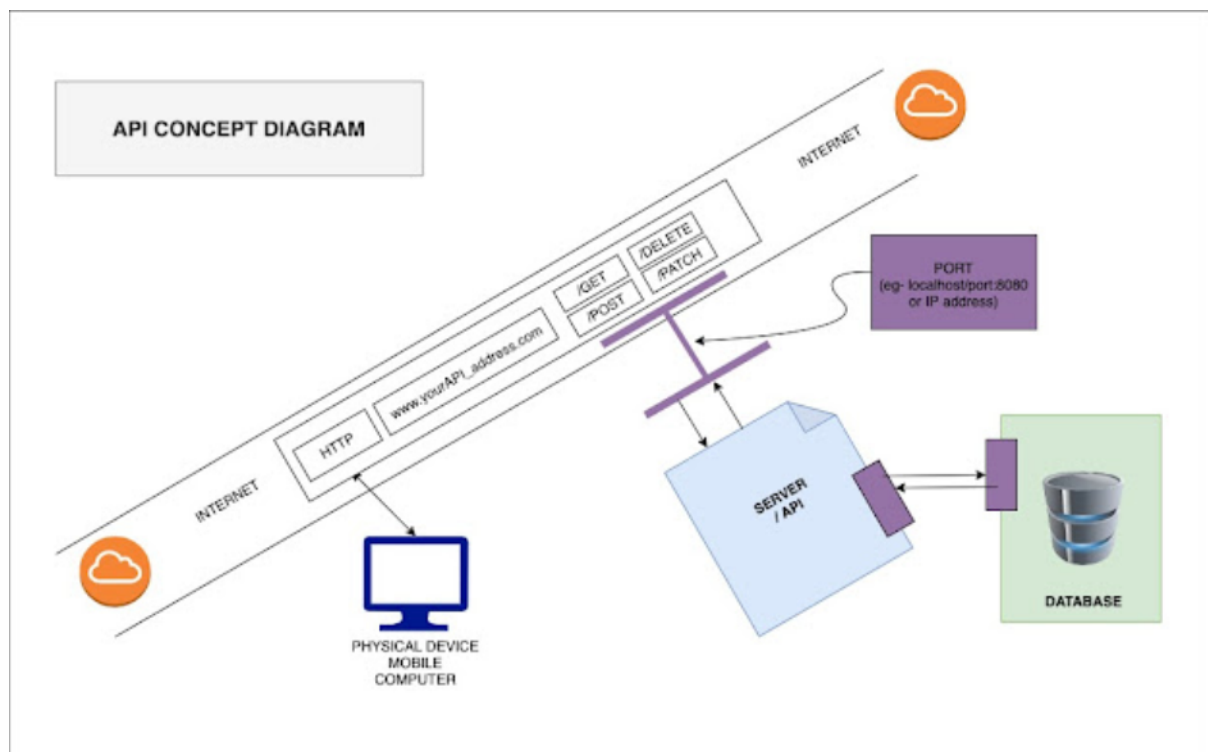 API CONCEPT DIAGRAM
INTERNET
/DELETE
/GET
/PATCH
/POST
www.yourAPI_address.com
HTTP
INTERNET
PORT
(eg- localhost/port:8080
or IP address)
SERVER
/ API
DATABASE
PHYSICAL DEVICE
MOBILE
COMPUTER